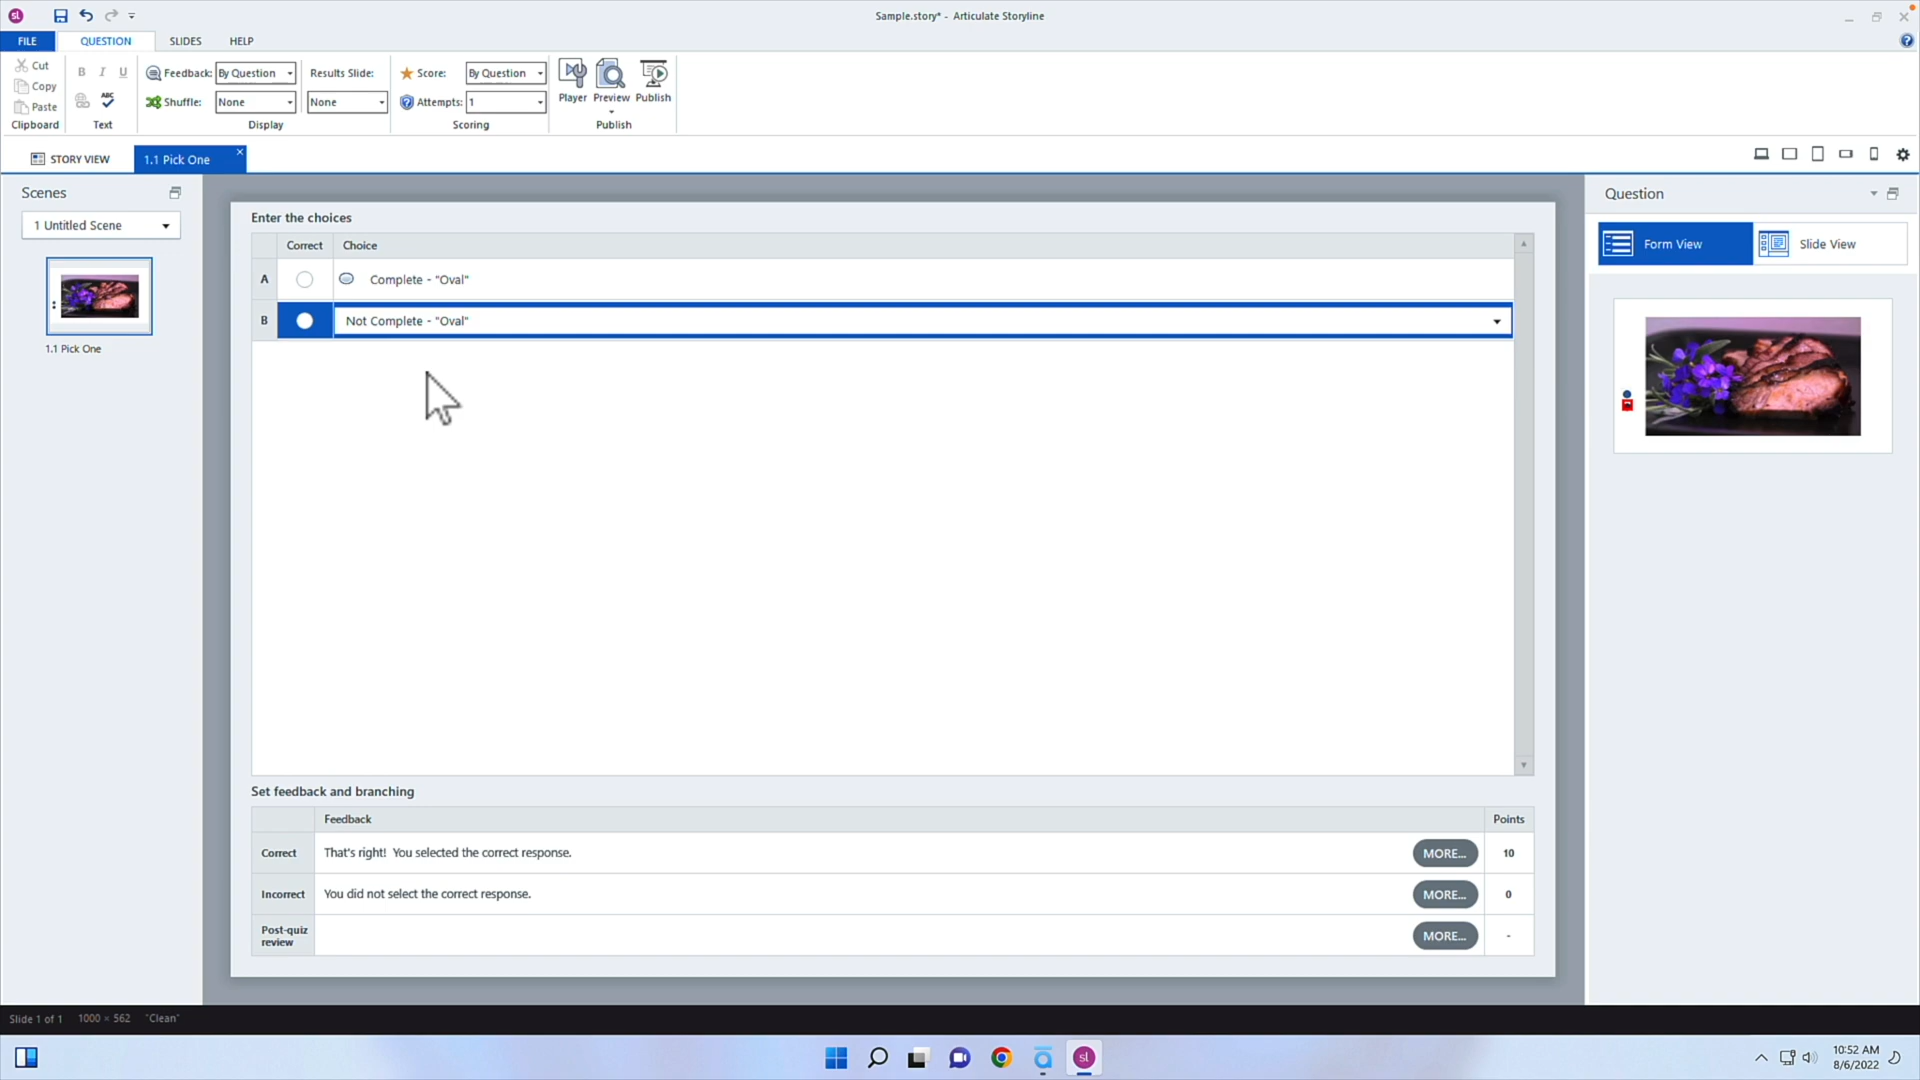 sl
Sample.story* - Articulate Storyline
FILE QUESTION SLIDES HELP
Cut
Copy
Paste
Clipboard
B I U
ABC
Text
Feedback: By Question
Shuffle: None
Results Slide:
None
Display
Score: By Question
Attempts: 1
Scoring
Player Preview Publish
Publish
STORY VIEW 1.1 Pick One
Scenes
1 Untitled Scene
1.1 Pick One
Enter the choices
Correct Choice
A Complete - "Oval"
B Not Complete - "Oval"
Set feedback and branching
Feedback Points
Correct That's right! You selected the correct response. MORE... 10
Incorrect You did not select the correct response. MORE... 0
Post-quiz
review MORE... -
Question
Form View Slide View
Slide 1 of 1 1000 × 562 "Clean"
sl
10:52 AM
8/6/2022